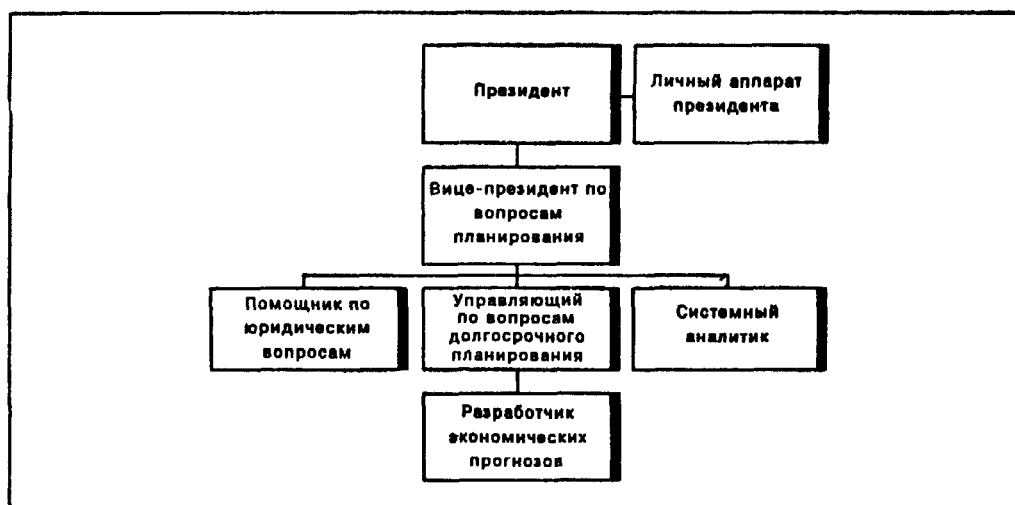 Президент
Личный аппарат
президента
Вице-президент по
вопросам
планирования
Помощник по
юридическим
вопросам
Управляющий
по вопросам
долгосрочного
планирования
Системный
аналитик
Разработчик
экономических
прогнозов